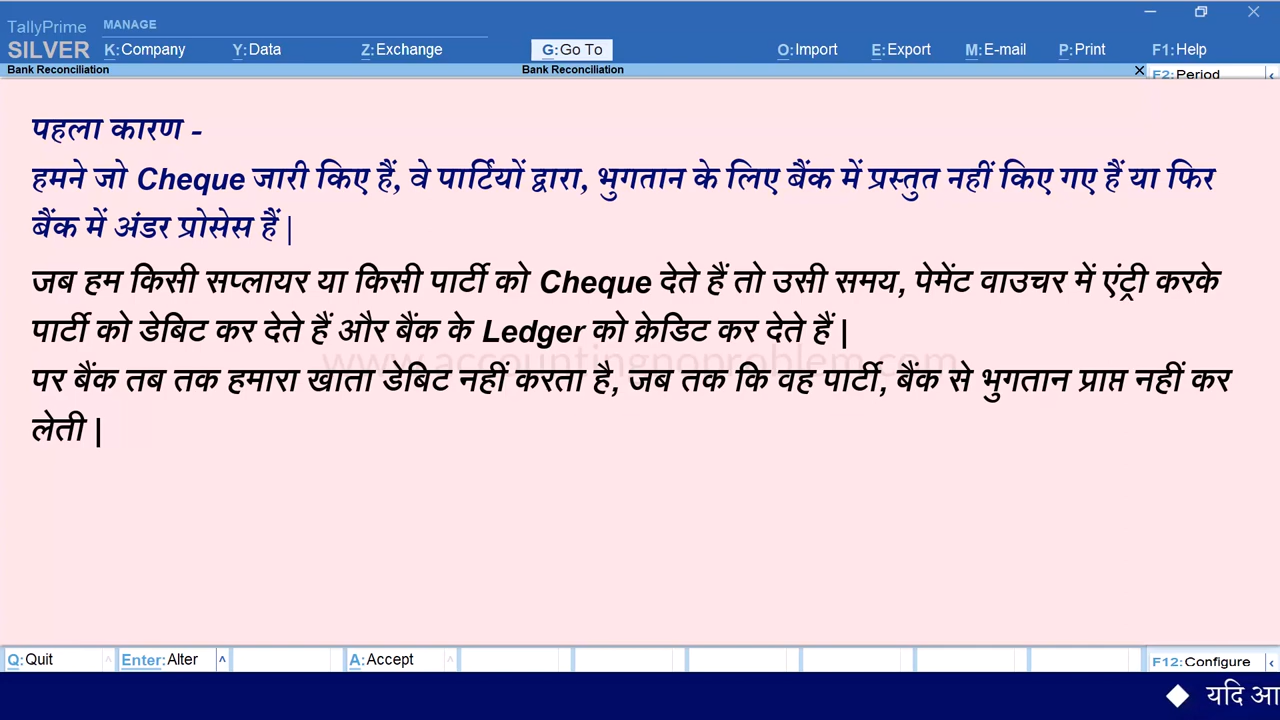 MANAGE
TallyPrime
SILVER
K:Company Y:Data Z:Exchange G:Go To O:Import E:Export M:E-mail P:Print F1:Help
Bank Reconciliation Bank Reconciliation × F2:Period
पहला कारण -
हमने जो Cheque जारी किए हैं, वे पार्टियों द्वारा, भुगतान के लिए बैंक में प्रस्तुत नहीं किए गए हैं या फिर
बैंक में अंडर प्रोसेस हैं |
जब हम किसी सप्लायर या किसी पार्टी को Cheque देते हैं तो उसी समय, पेमेंट वाउचर में एंट्री करके
पार्टी को डेबिट कर देते हैं और बैंक के Ledger को क्रेडिट कर देते हैं |
www.accountingnoproblem.com
पर बैंक तब तक हमारा खाता डेबिट नहीं करता है, जब तक कि वह पार्टी, बैंक से भुगतान प्राप्त नहीं कर
लेती |
Q:Quit Enter:Alter A:Accept F12:Configure
◆ यदि आ